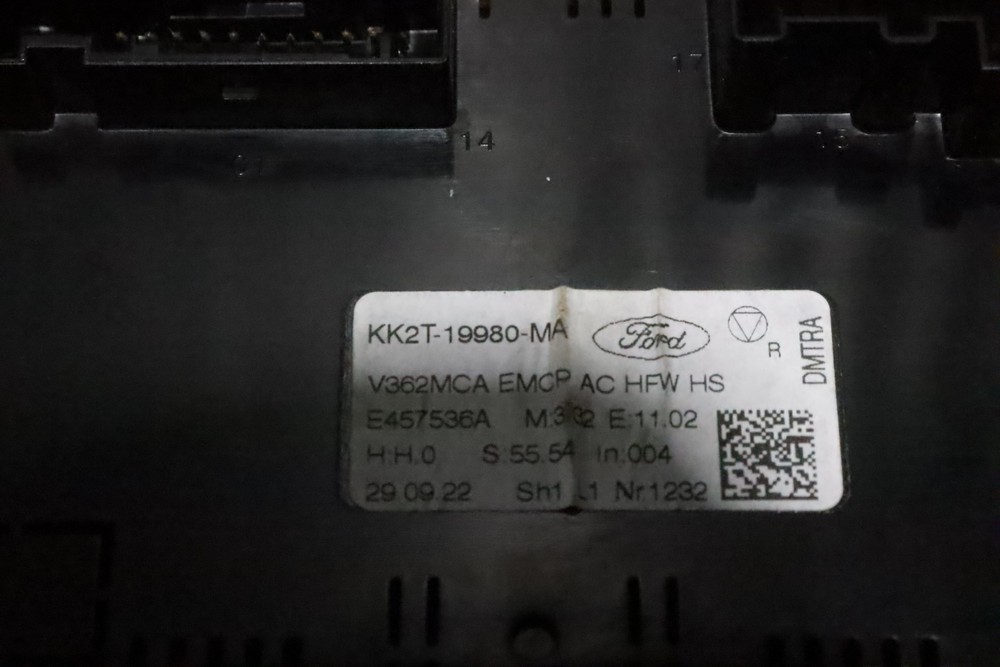 17
14
C1
KK2T-19980-MA
Ford
R
DMTRA
V362MCA EMCP AC HFW HS
E457536A E:11.02
H:H.0 S:55.54 In:004
29.09.22 Nr.1232